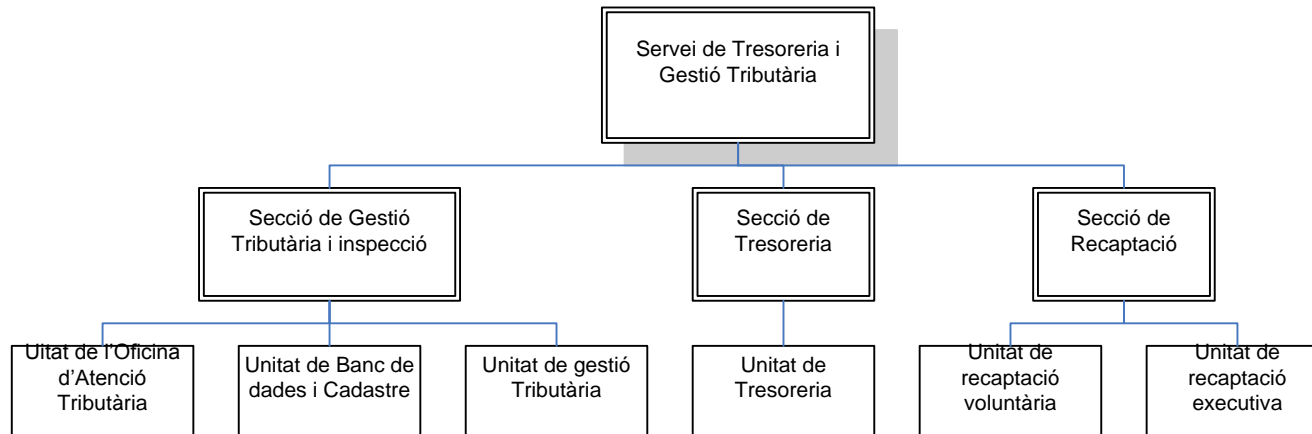 Servei de Tresoreria i
Gestió Tributària
Secció de Gestió
Tributària i inspecció
Secció de
Tresoreria
Secció de
Recaptació
Uitat de l'Oficina
d'Atenció
Tributària
Unitat de Banc de
dades i Cadastre
Unitat de gestió
Tributària
Unitat de
Tresoreria
Unitat de
recaptació
voluntària
Unitat de
recaptació
executiva